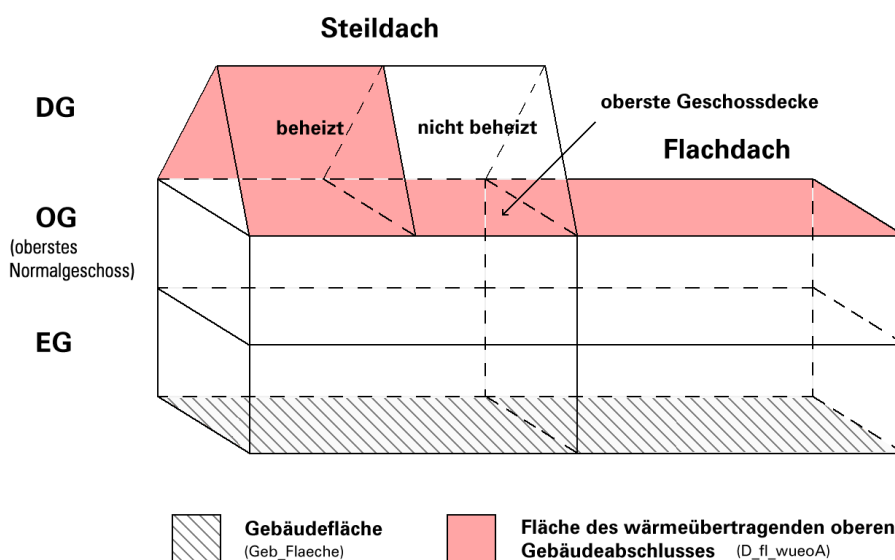 Steildach
DG
beheizt
nicht beheizt
oberste Geschossdecke
Flachdach
OG
(oberstes
Normalgeschoss)
EG
Gebäudefläche
(Geb_Flaeche)
Fläche des wärmeübertragenden oberen
Gebäudeabschlusses (D_fl_wueoA)